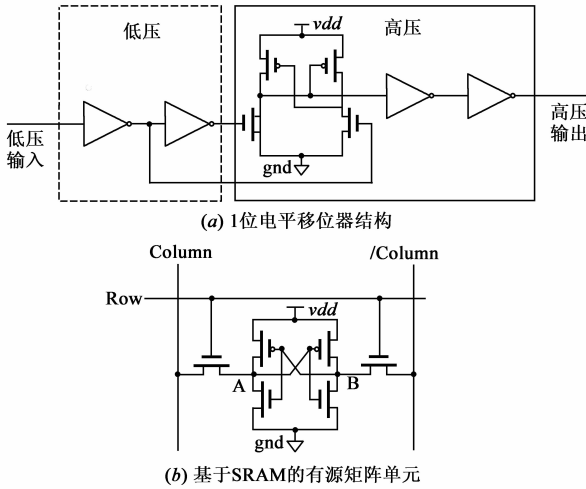 低压
高压
vdd
低压
输入
gnd
高压
输出
(a) 1位电平移位器结构
Column
/Column
Row
vdd
A
B
gnd
(b) 基于SRAM的有源矩阵单元